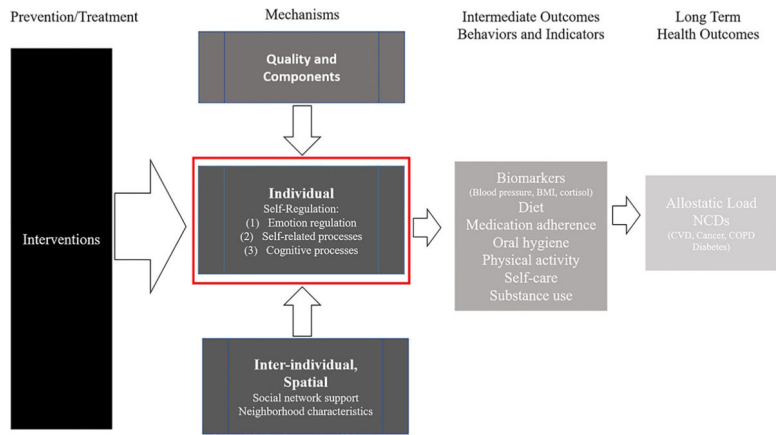 Prevention/Treatment
Mechanisms
Intermediate Outcomes
Behaviors and Indicators
Long Term
Health Outcomes
Interventions
Quality and
Components
Individual
Self-Regulation:
(1) Emotion regulation
(2) Self-related processes
(3) Cognitive processes
Inter-individual,
Spatial
Social network support
Neighborhood characteristics
Biomarkers
(Blood pressure, BMI, cortisol)
Diet
Medication adherence
Oral hygiene
Physical activity
Self-care
Substance use
Allostatic Load
NCDs
(CVD, Cancer, COPD
Diabetes)